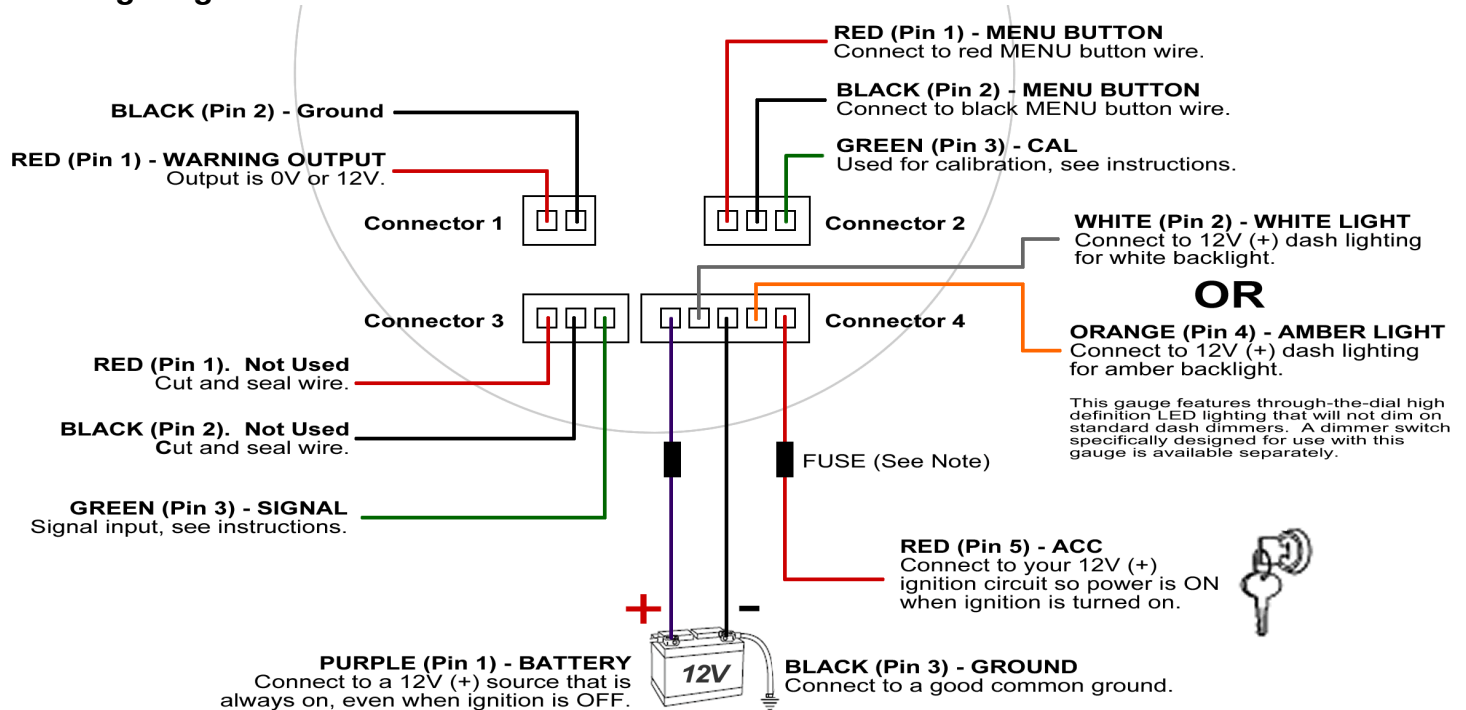 BLACK (Pin 2) - Ground
RED (Pin 1) - WARNING OUTPUT
Output is 0V or 12V.
Connector 1
RED (Pin 1) - MENU BUTTON
Connect to red MENU button wire.
BLACK (Pin 2) - MENU BUTTON
Connect to black MENU button wire.
GREEN (Pin 3) - CAL
Used for calibration, see instructions.
Connector 2
WHITE (Pin 2) - WHITE LIGHT
Connect to 12V (+) dash lighting
for white backlight.
OR
ORANGE (Pin 4) - AMBER LIGHT
Connect to 12V (+) dash lighting
for amber backlight.
This gauge features through-the-dial high
definition LED lighting that will not dim on
standard dash dimmers. A dimmer switch
specifically designed for use with this
gauge is available separately.
Connector 3
Connector 4
RED (Pin 1). Not Used
Cut and seal wire.
BLACK (Pin 2). Not Used
Cut and seal wire.
GREEN (Pin 3) - SIGNAL
Signal input, see instructions.
FUSE (See Note)
RED (Pin 5) - ACC
Connect to your 12V (+)
ignition circuit so power is ON
when ignition is turned on.
+ -
12V
PURPLE (Pin 1) - BATTERY
Connect to a 12V (+) source that is
always on, even when ignition is OFF.
BLACK (Pin 3) - GROUND
Connect to a good common ground.